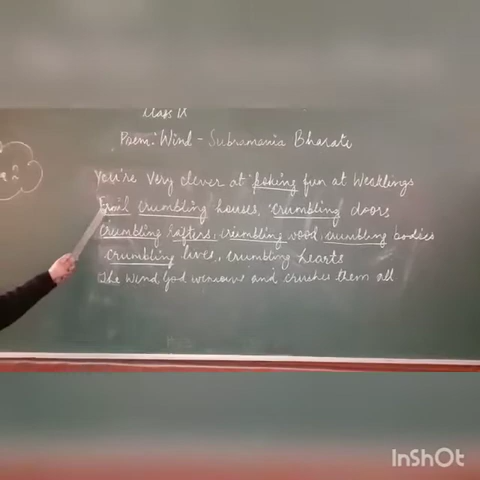 Class IX
Poem: Wind - Subramania Bharati
2
You're very clever at poking fun at weaklings
Frail crumbling houses, crumbling doors
crumbling rafters, crumbling wood, crumbling bodies
crumbling lives, crumbling hearts
The Wind God winnows and crushes them all
InShOt